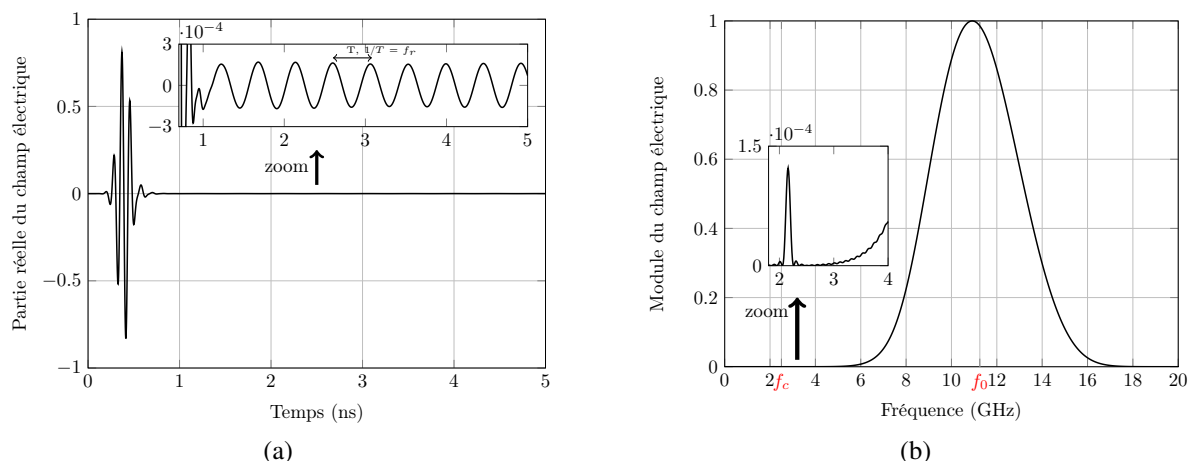 1
0.5
0
−0.5
−1
0 1 2 3 4 5
Temps (ns)
Partie réelle du champ électrique
·10−4
3
0
−3
1 2 3 4 5
T, 1/T = fr
zoom
(a)
1
0.8
0.6
0.4
0.2
0
0 2 fc 4 6 8 10 f0 12 14 16 18 20
Fréquence (GHz)
Module du champ électrique
1.5 ·10−4
0
2 3 4
zoom
(b)